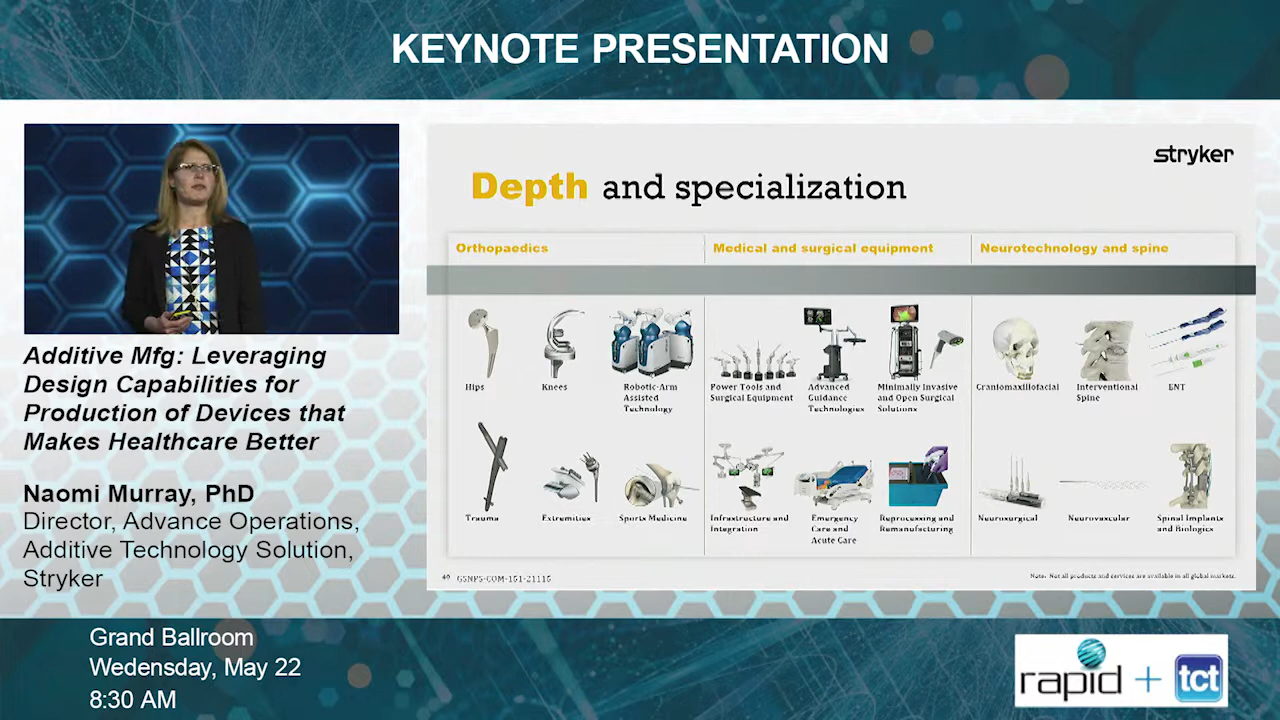 KEYNOTE PRESENTATION
stryker
Depth and specialization
Orthopaedics
Medical and surgical equipment
Neurotechnology and spine
Hips
Knees
Robotic-Arm
Assisted
Technology
Power Tools and
Surgical Equipment
Advanced
Guidance
Technologies
Minimally Invasive
and Open Surgical
Solutions
Craniomaxillofacial
Interventional
Spine
ENT
Trauma
Extremities
Sports Medicine
Infrastructure and
Integration
Emergency
Care and
Acute Care
Reprocessing and
Remanufacturing
Neurosurgical
Neurovascular
Spinal Implants
and Biologics
Note: Not all products and services are available in all global markets.
Additive Mfg: Leveraging
Design Capabilities for
Production of Devices that
Makes Healthcare Better
Naomi Murray, PhD
Director, Advance Operations,
Additive Technology Solution,
Stryker
Grand Ballroom
Wedensday, May 22
8:30 AM
rapid + tct